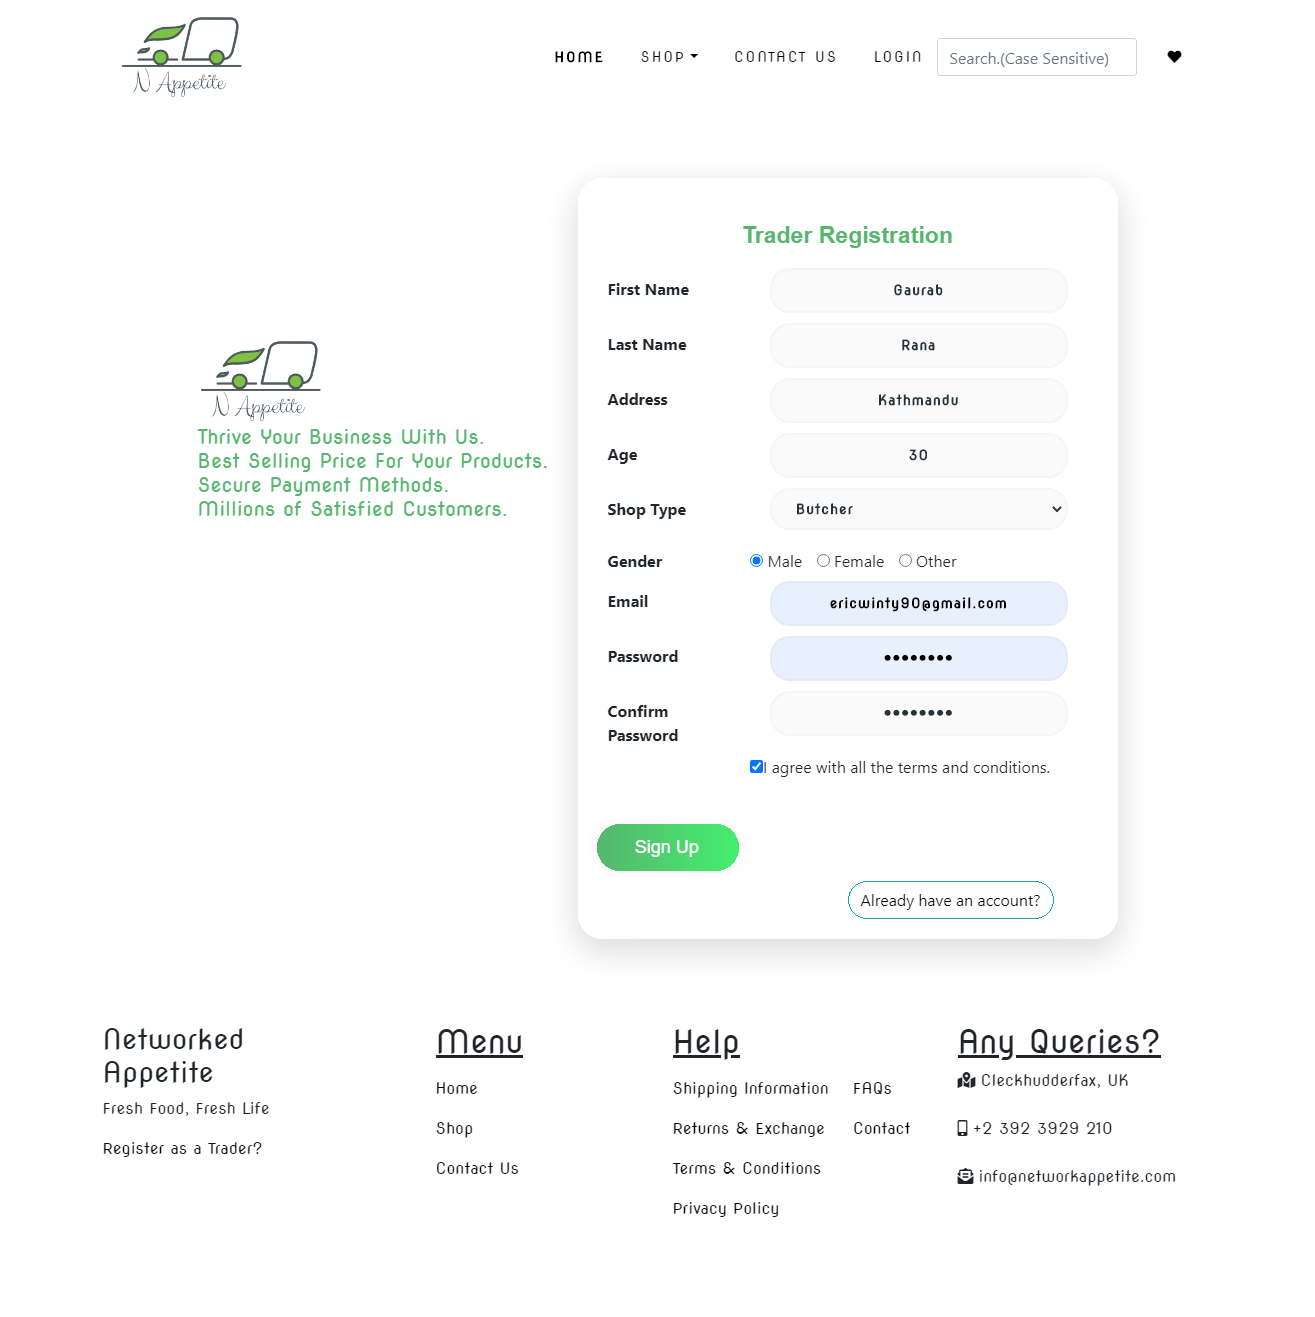 N Appetite
HOME SHOP CONTACT US LOGIN Search.(Case Sensitive)
N Appetite
Thrive Your Business With Us.
Best Selling Price For Your Products.
Secure Payment Methods.
Millions of Satisfied Customers.
Trader Registration
First Name Gaurab
Last Name Rana
Address Kathmandu
Age 30
Shop Type Butcher
Gender Male Female Other
Email ericwinty90@gmail.com
Password ••••••••
Confirm Password ••••••••
I agree with all the terms and conditions.
Sign Up
Already have an account?
Networked
Appetite
Fresh Food, Fresh Life
Register as a Trader?
Menu
Home
Shop
Contact Us
Help
Shipping Information
Returns & Exchange
Terms & Conditions
Privacy Policy
FAQs
Contact
Any Queries?
Cleckhudderfax, UK
+2 392 3929 210
info@networkappetite.com